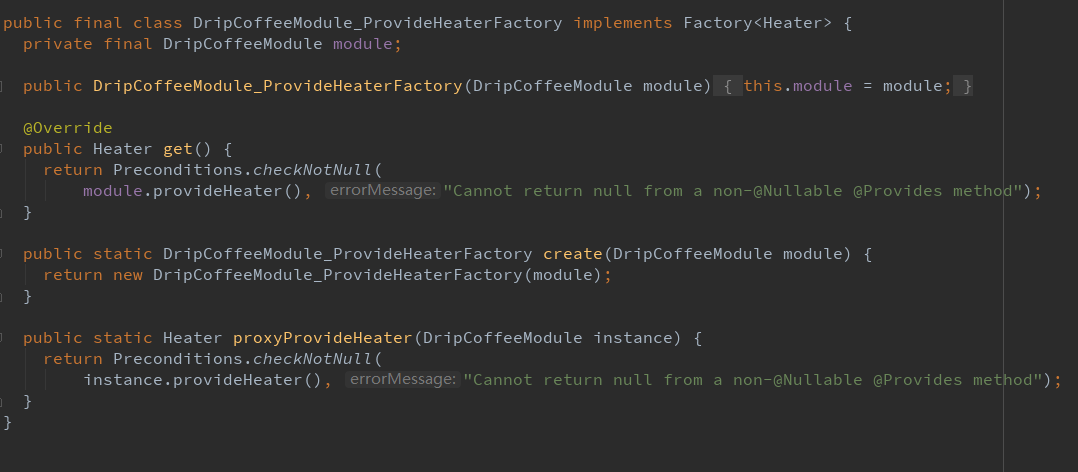 public final class DripCoffeeModule_ProvideHeaterFactory implements Factory<Heater> {
  private final DripCoffeeModule module;
  public DripCoffeeModule_ProvideHeaterFactory(DripCoffeeModule module) { this.module = module; }
  @Override
  public Heater get() {
    return Preconditions.checkNotNull(
        module.provideHeater(), errorMessage: "Cannot return null from a non-@Nullable @Provides method");
  }
  public static DripCoffeeModule_ProvideHeaterFactory create(DripCoffeeModule module) {
    return new DripCoffeeModule_ProvideHeaterFactory(module);
  }
  public static Heater proxyProvideHeater(DripCoffeeModule instance) {
    return Preconditions.checkNotNull(
        instance.provideHeater(), errorMessage: "Cannot return null from a non-@Nullable @Provides method");
  }
}